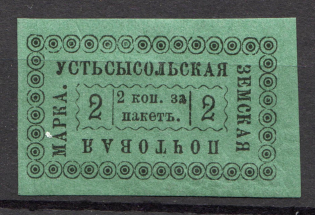 УСТЬСЫСОЛЬСКАЯ
ЗЕМСКАЯ
ПОЧТОВАЯ
МАРКА.
2
2 коп. за
пакетъ.
2